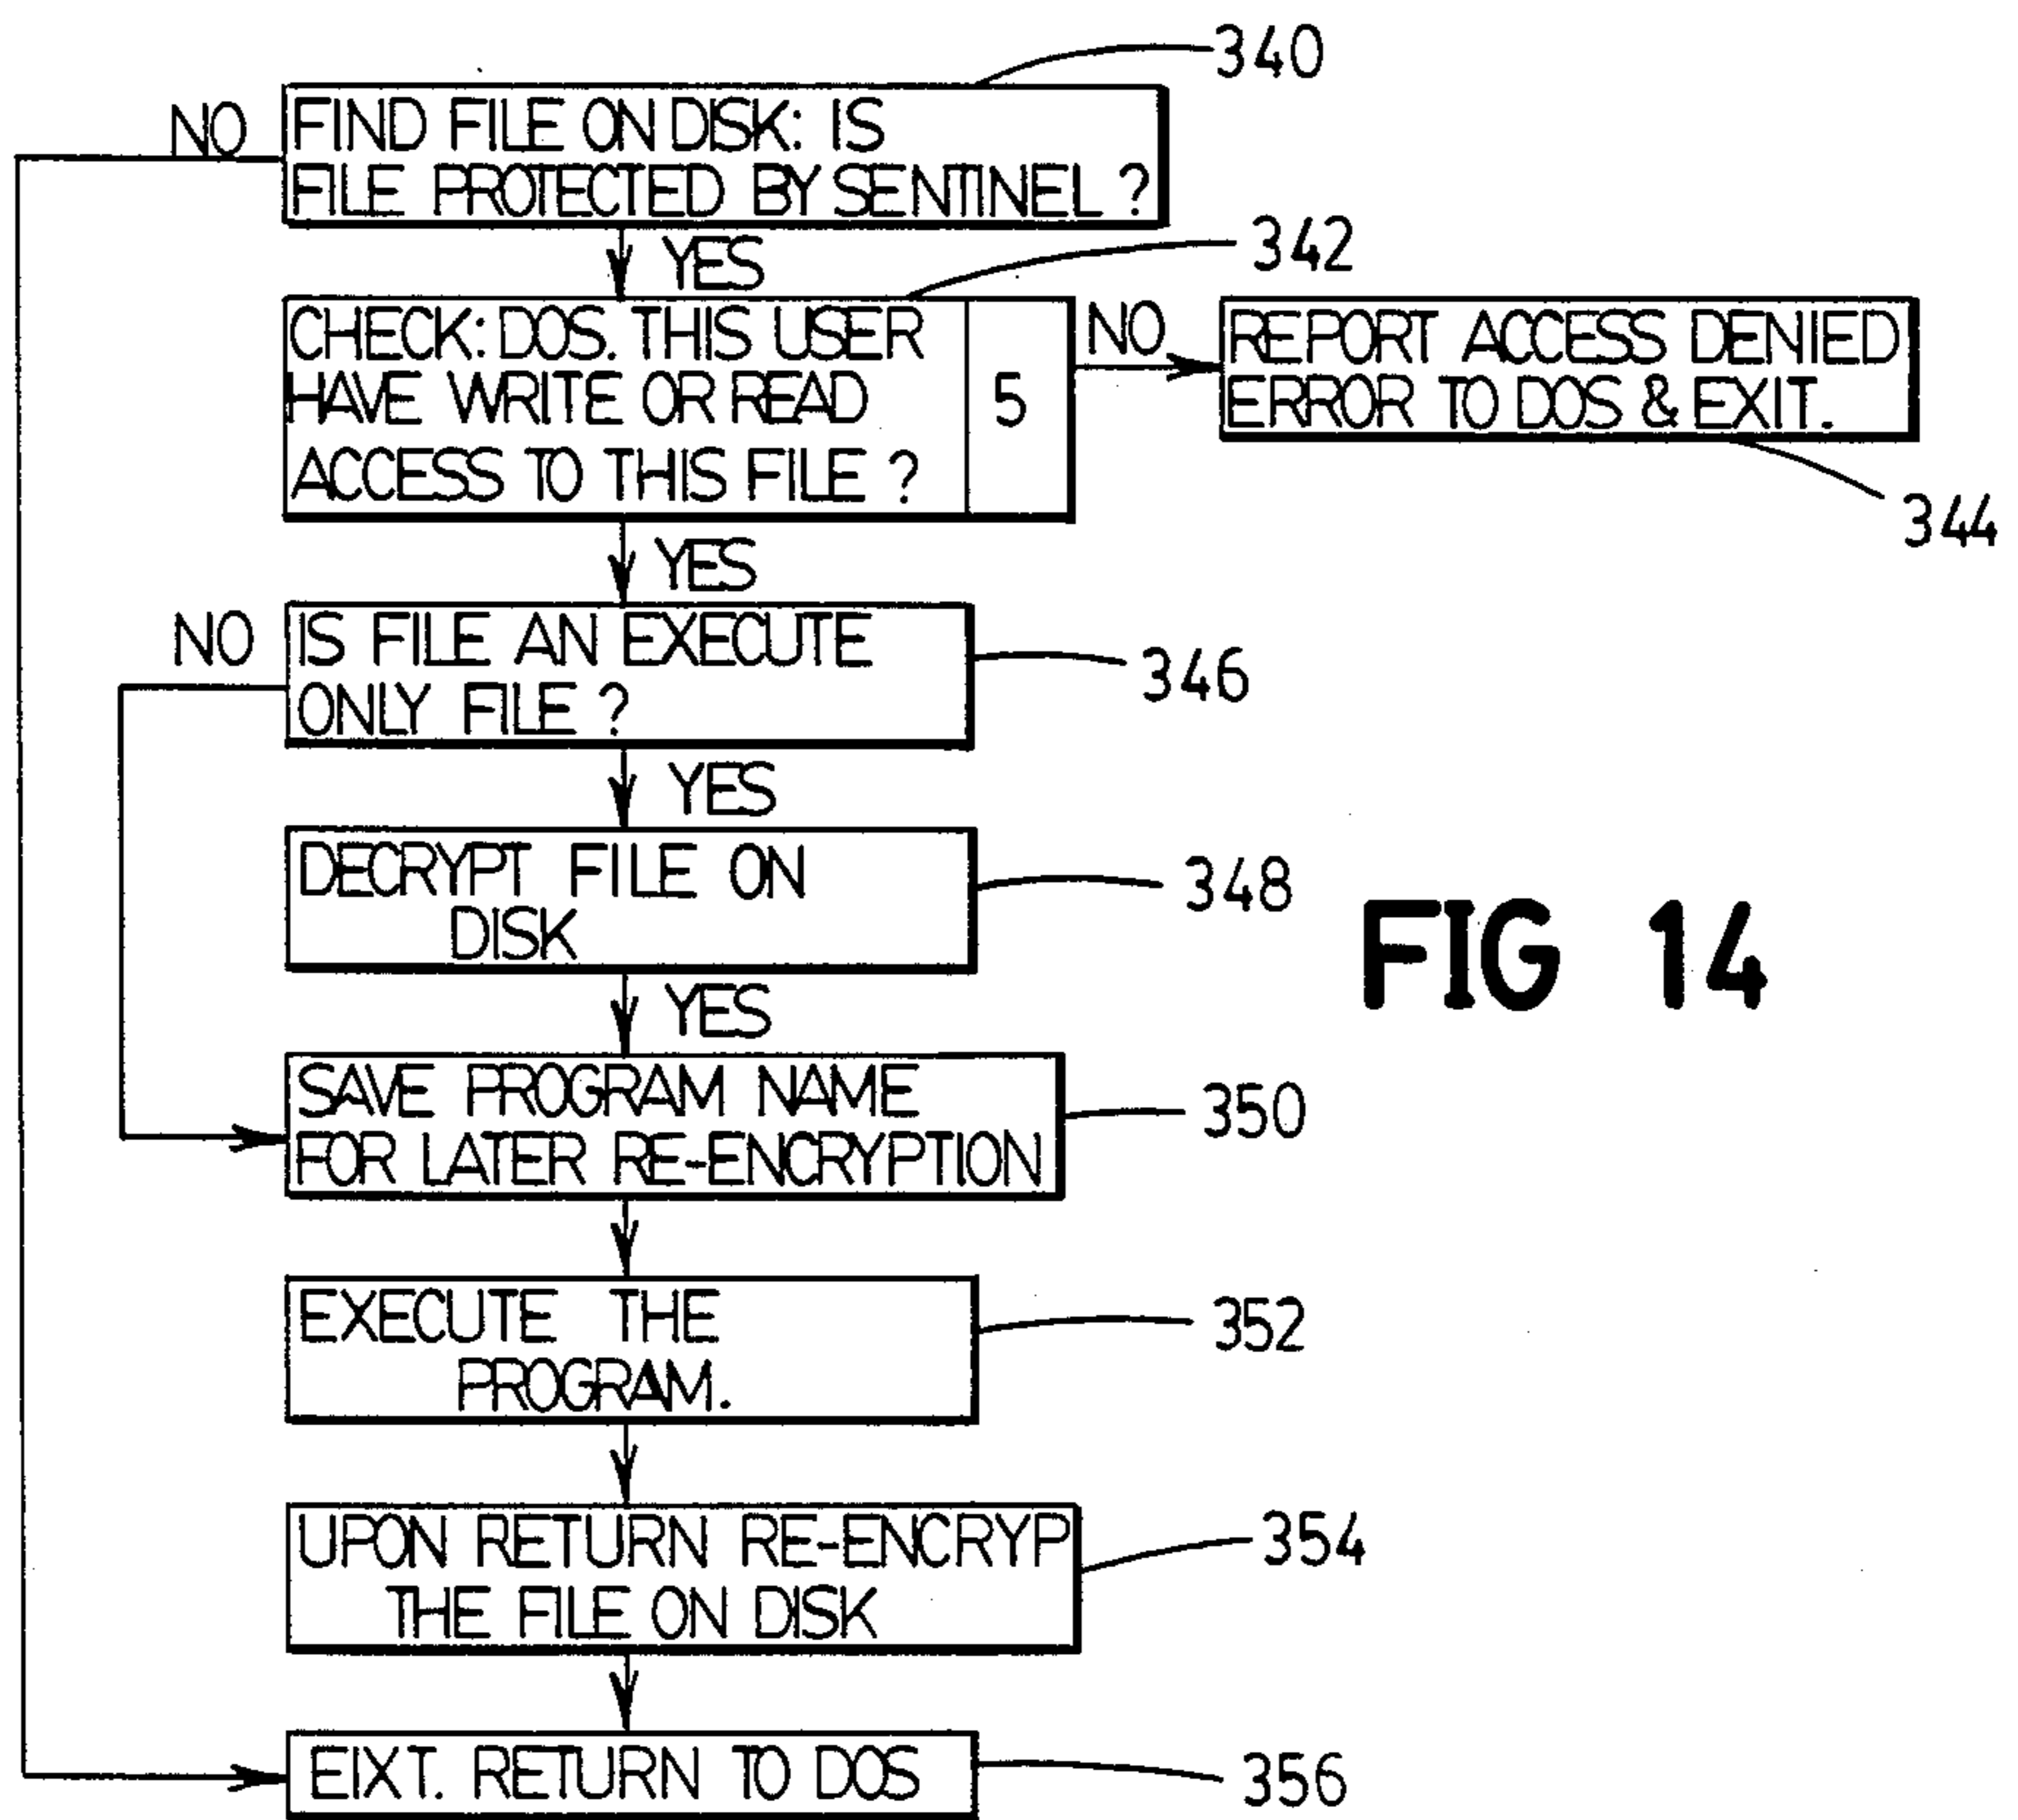 340
NO
FIND FILE ON DISK: IS
FILE PROTECTED BY SENTINEL ?
YES
342
CHECK: DOS. THIS USER
HAVE WRITE OR READ
ACCESS TO THIS FILE ?
5
NO
REPORT ACCESS DENIED
ERROR TO DOS & EXIT.
344
YES
NO
IS FILE AN EXECUTE
ONLY FILE ?
346
YES
DECRYPT FILE ON
DISK
348
FIG 14
YES
SAVE PROGRAM NAME
FOR LATER RE-ENCRYPTION
350
EXECUTE THE
PROGRAM.
352
UPON RETURN RE-ENCRYP
THE FILE ON DISK
354
EIXT. RETURN TO DOS
356